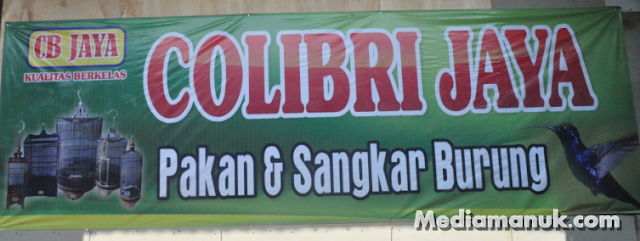 CB JAYA
KUALITAS BERKELAS
COLIBRI JAYA
Pakan & Sangkar Burung
Mediamanuk.com